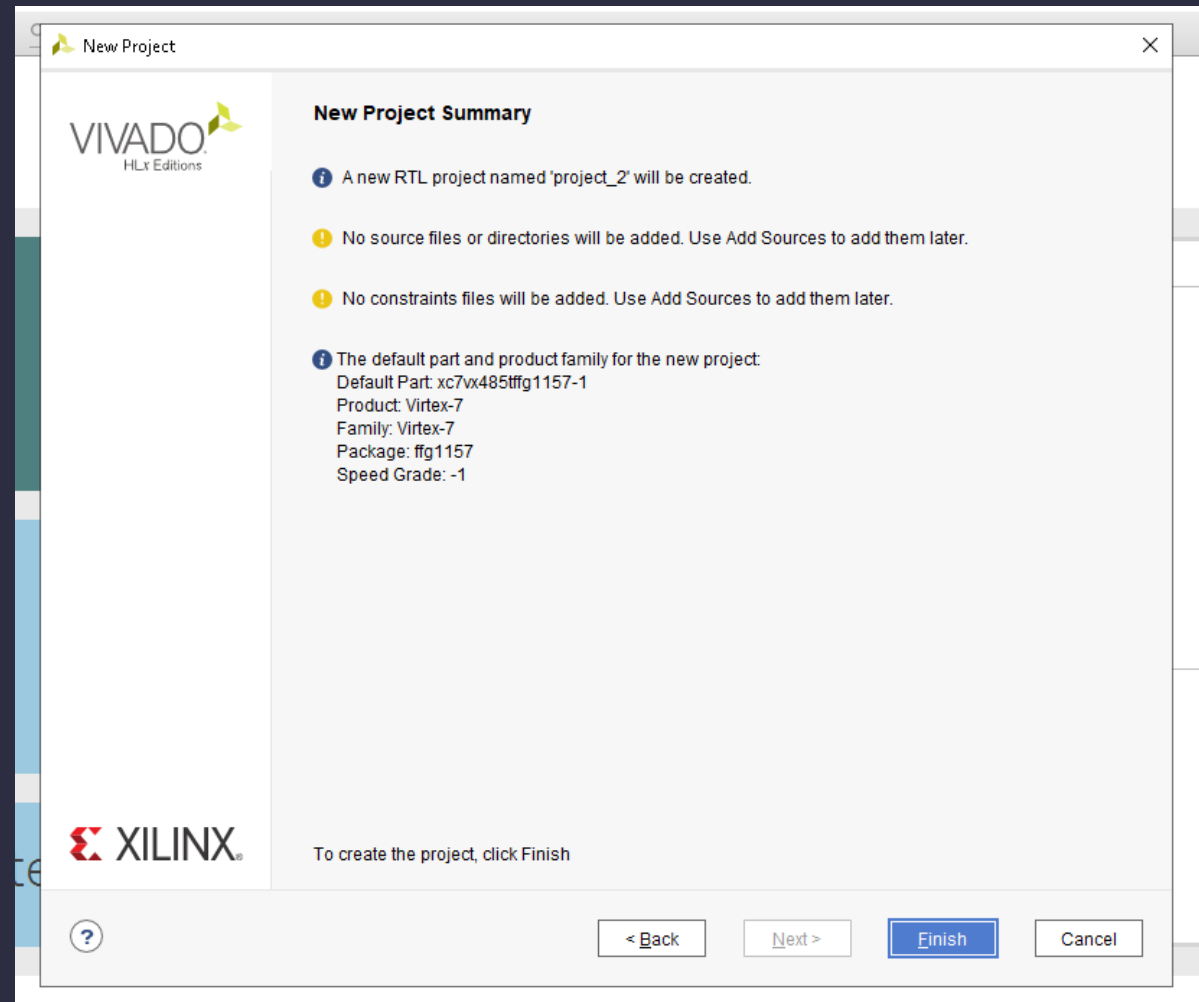 New Project
VIVADO.
HLx Editions
New Project Summary
A new RTL project named 'project_2' will be created.
No source files or directories will be added. Use Add Sources to add them later.
No constraints files will be added. Use Add Sources to add them later.
The default part and product family for the new project:
Default Part: xc7vx485tffg1157-1
Product: Virtex-7
Family: Virtex-7
Package: ffg1157
Speed Grade: -1
XILINX®
To create the project, click Finish
te
?
< Back
Next >
Finish
Cancel